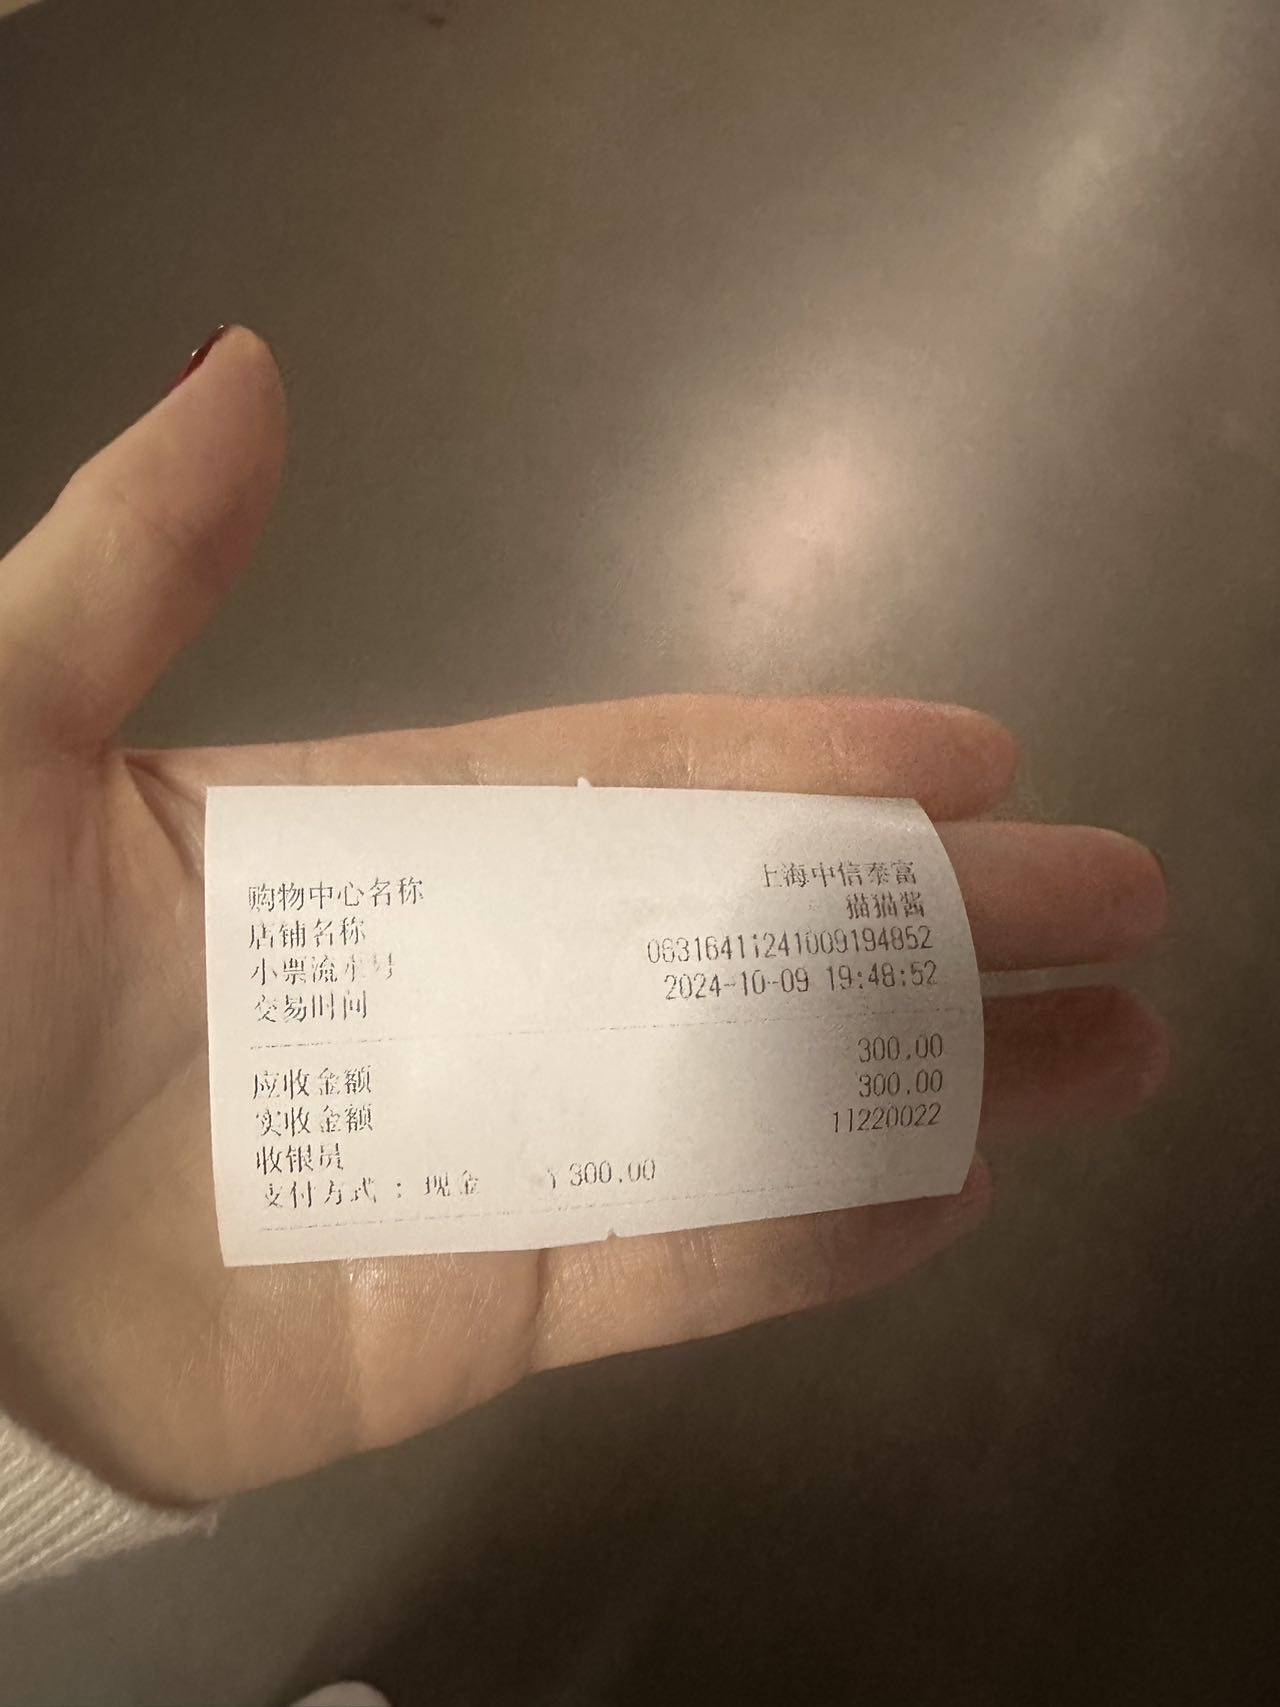 购物中心名称 上海中信泰富
店铺名称 猫猫酱
小票流水号 06316411241009194852
交易时间 2024-10-09 19:48:52
应收金额 300.00
实收金额 300.00
收银员 11220022
支付方式：现金 ¥300.00